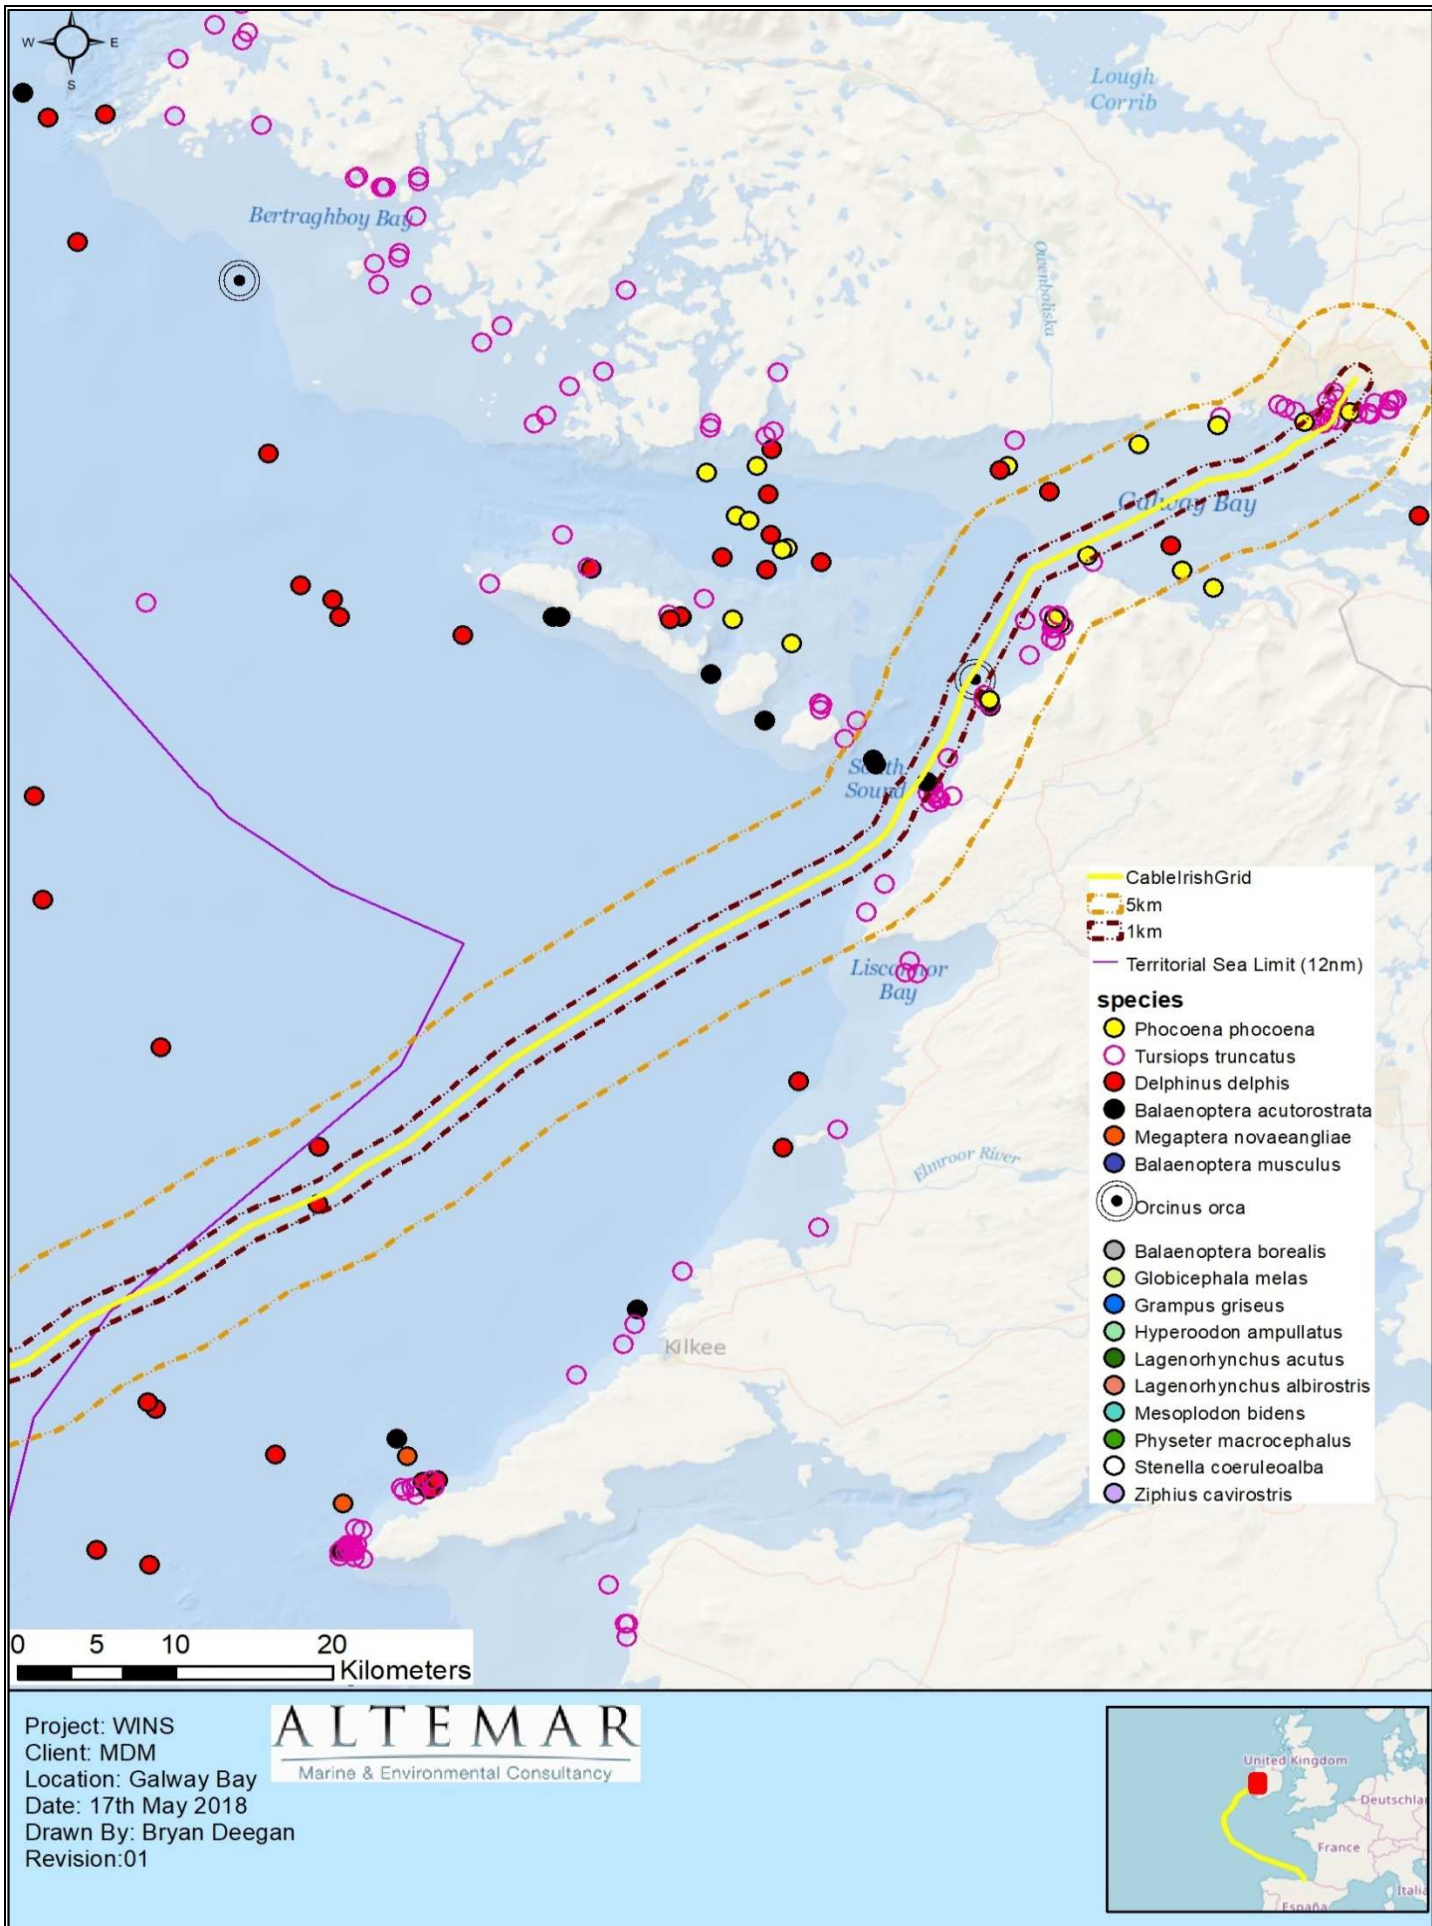 W
E
S
Lough
Corrib
Bertraghboy Bay
Owenboliska
Galway Bay
South
Sound
Liscannor
Bay
Elmroor River
Kilkee
CableIrishGrid
5km
1km
Territorial Sea Limit (12nm)
species
Phocoena phocoena
Tursiops truncatus
Delphinus delphis
Balaenoptera acutorostrata
Megaptera novaeangliae
Balaenoptera musculus
Orcinus orca
Balaenoptera borealis
Globicephala melas
Grampus griseus
Hyperoodon ampullatus
Lagenorhynchus acutus
Lagenorhynchus albirostris
Mesoplodon bidens
Physeter macrocephalus
Stenella coeruleoalba
Ziphius cavirostris
0 5 10 20
Kilometers
Project: WINS
Client: MDM
Location: Galway Bay
Date: 17th May 2018
Drawn By: Bryan Deegan
Revision:01
ALTEMAR
Marine & Environmental Consultancy
United Kingdom
Deutschla
France
Italia
España